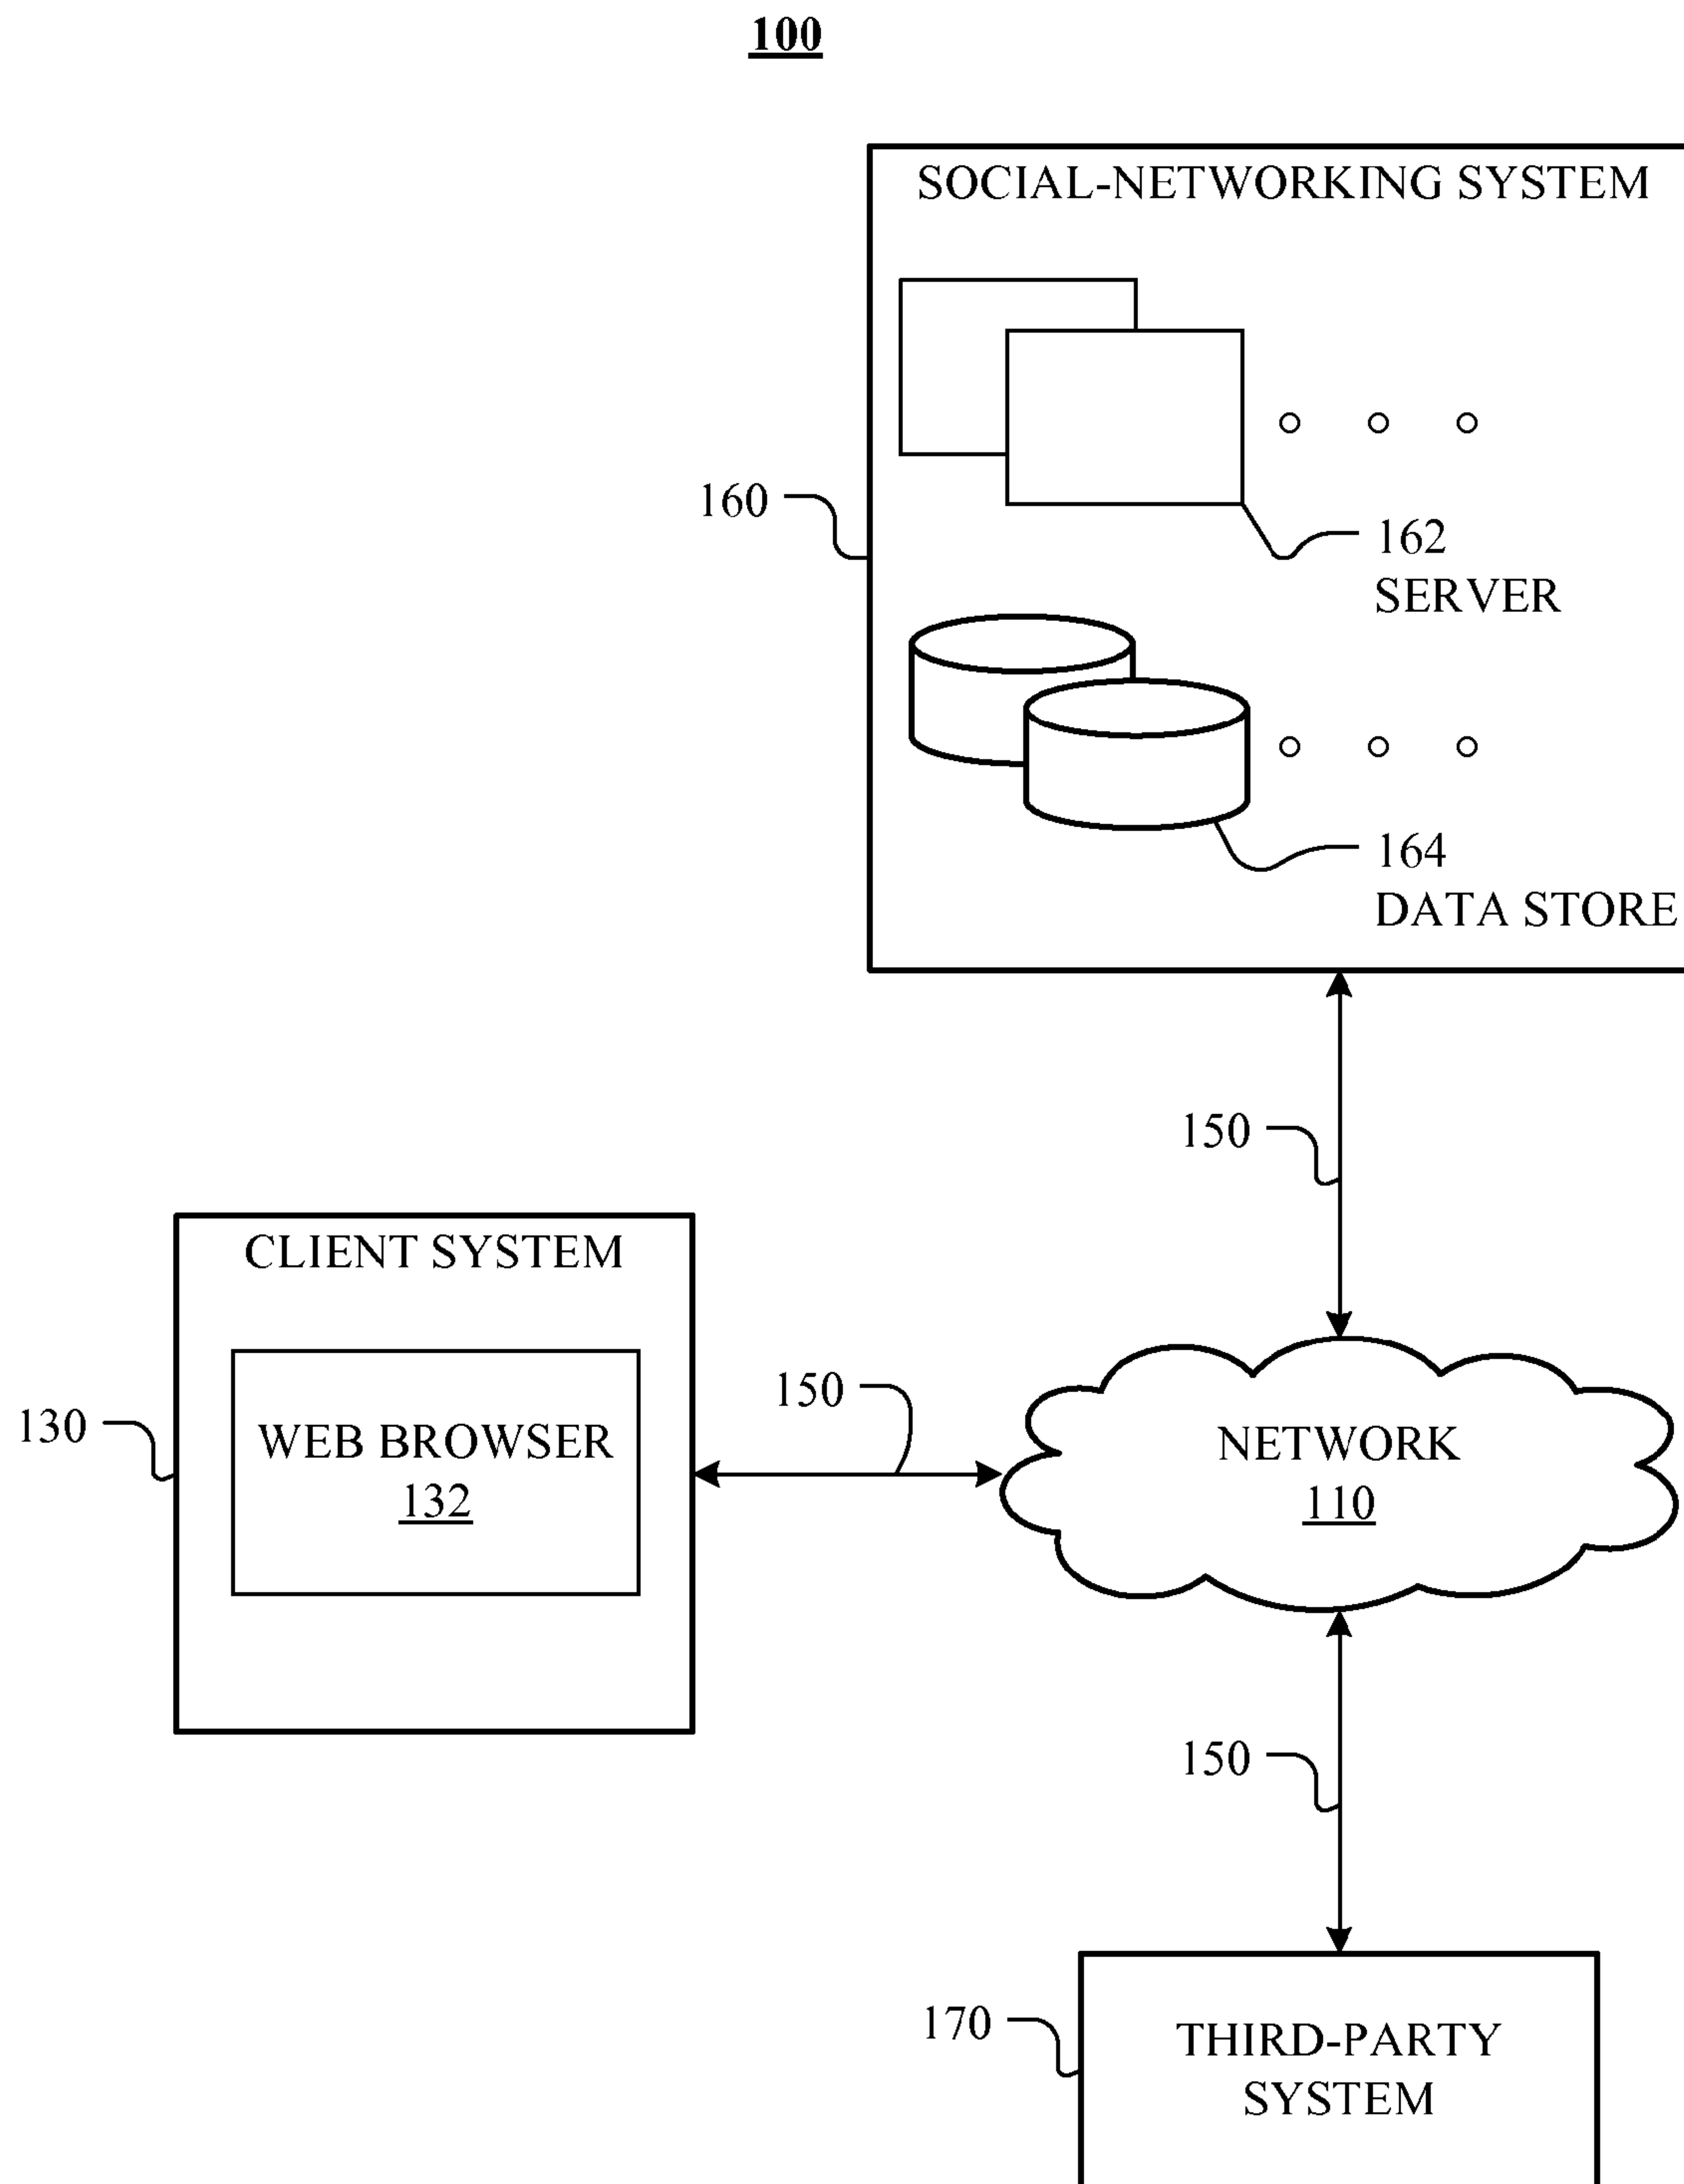 100
SOCIAL-NETWORKING SYSTEM
160
162
SERVER
164
DATA STORE
150
CLIENT SYSTEM
130
WEB BROWSER
132
150
NETWORK
110
150
170
THIRD-PARTY
SYSTEM